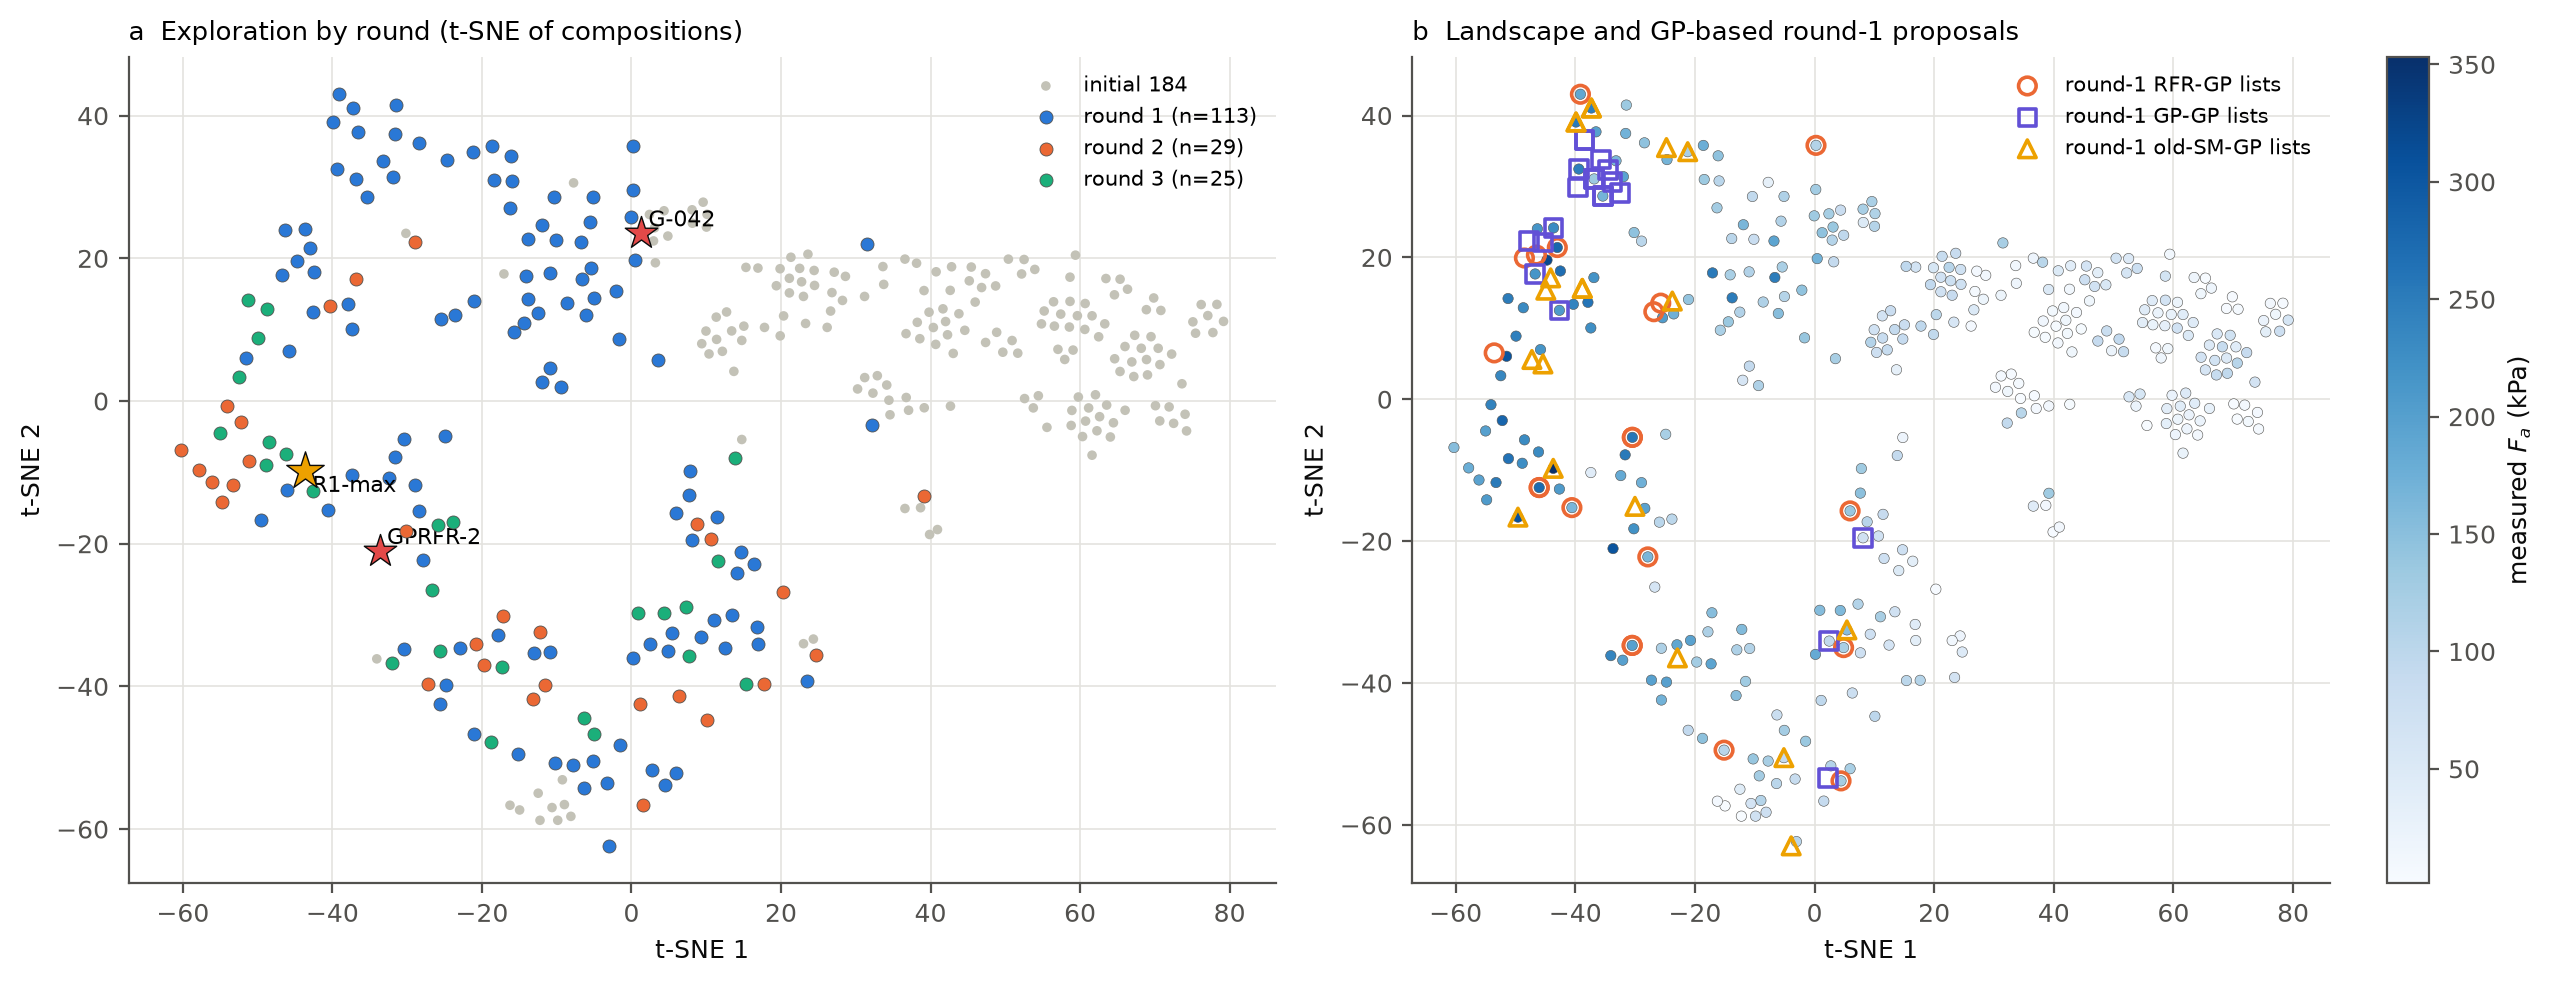 a  Exploration by round (t-SNE of compositions)
initial 184
round 1 (n=113)
round 2 (n=29)
round 3 (n=25)
G-042
R1-max
GPRFR-2
40
20
0
−20
−40
−60
t-SNE 2
−60 −40 −20 0 20 40 60 80
t-SNE 1
b  Landscape and GP-based round-1 proposals
round-1 RFR-GP lists
round-1 GP-GP lists
round-1 old-SM-GP lists
40
20
0
−20
−40
−60
t-SNE 2
−60 −40 −20 0 20 40 60 80
t-SNE 1
350
300
250
200
150
100
50
measured Fa (kPa)